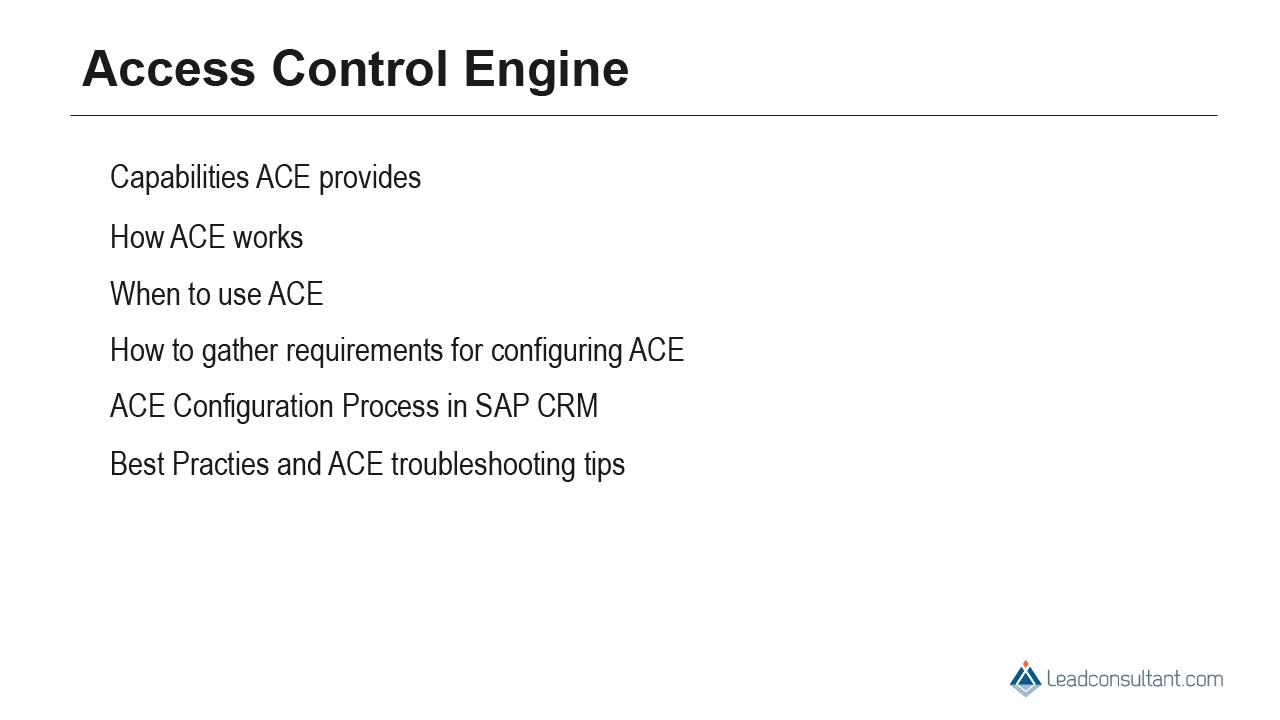 Access Control Engine
Capabilities ACE provides
How ACE works
When to use ACE
How to gather requirements for configuring ACE
ACE Configuration Process in SAP CRM
Best Practies and ACE troubleshooting tips
Leadconsultant.com